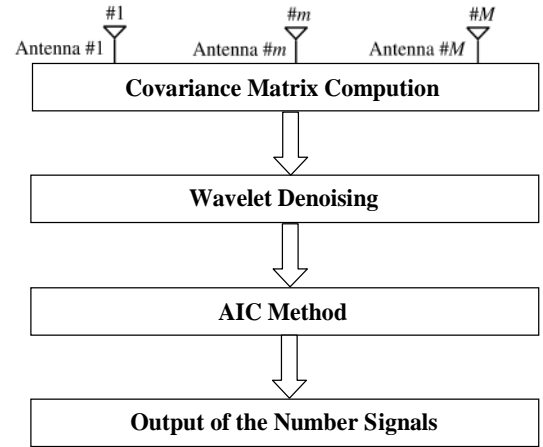 #1 #m #M
Antenna #1 Antenna #m Antenna #M
Covariance Matrix Compution
Wavelet Denoising
AIC Method
Output of the Number Signals